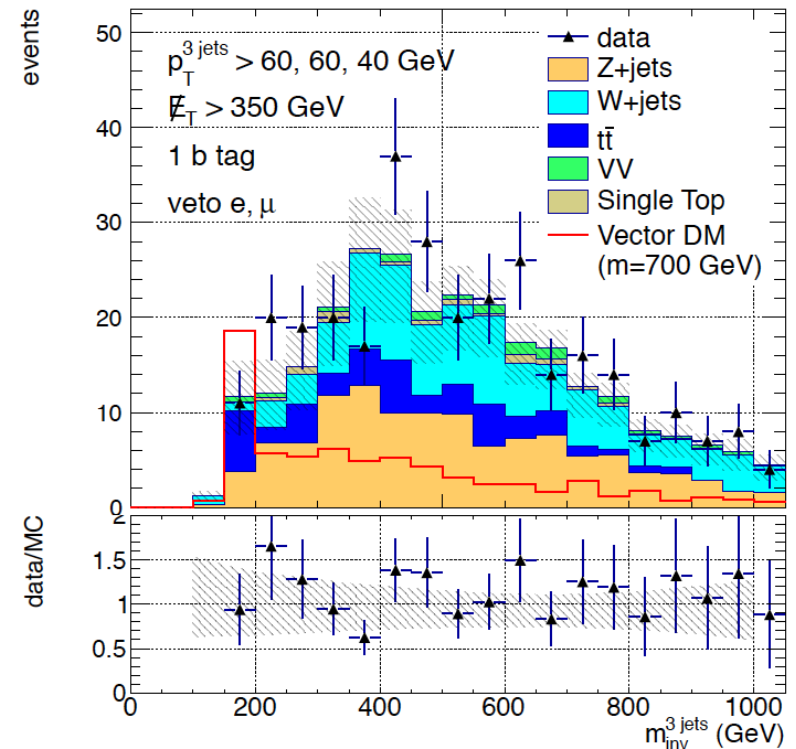 events
50
40
30
20
10
0
p_T^{3 jets} > 60, 60, 40 GeV
E̸_T > 350 GeV
1 b tag
veto e, μ
data
Z+jets
W+jets
tt̄
VV
Single Top
Vector DM
(m=700 GeV)
data/MC
2
1.5
1
0.5
0
0 200 400 600 800 1000
m_{inv}^{3 jets} (GeV)